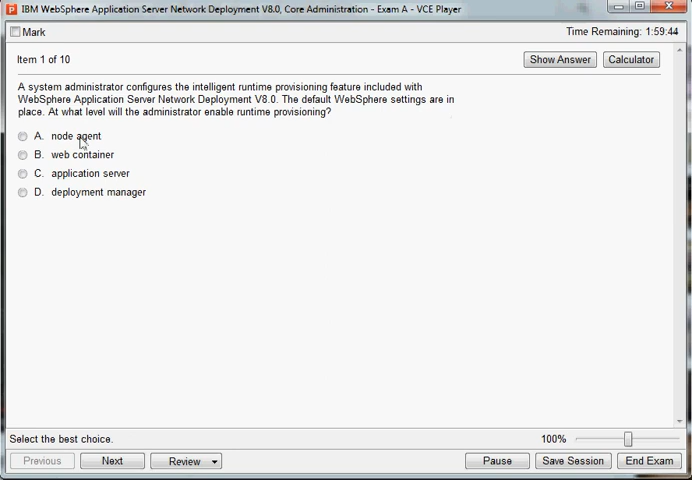 IBM WebSphere Application Server Network Deployment V8.0, Core Administration - Exam A - VCE Player
Mark
Time Remaining: 1:59:44
Item 1 of 10
Show Answer
Calculator
A system administrator configures the intelligent runtime provisioning feature included with
WebSphere Application Server Network Deployment V8.0. The default WebSphere settings are in
place. At what level will the administrator enable runtime provisioning?
A. node agent
B. web container
C. application server
D. deployment manager
Select the best choice.
100%
Previous
Next
Review
Pause
Save Session
End Exam